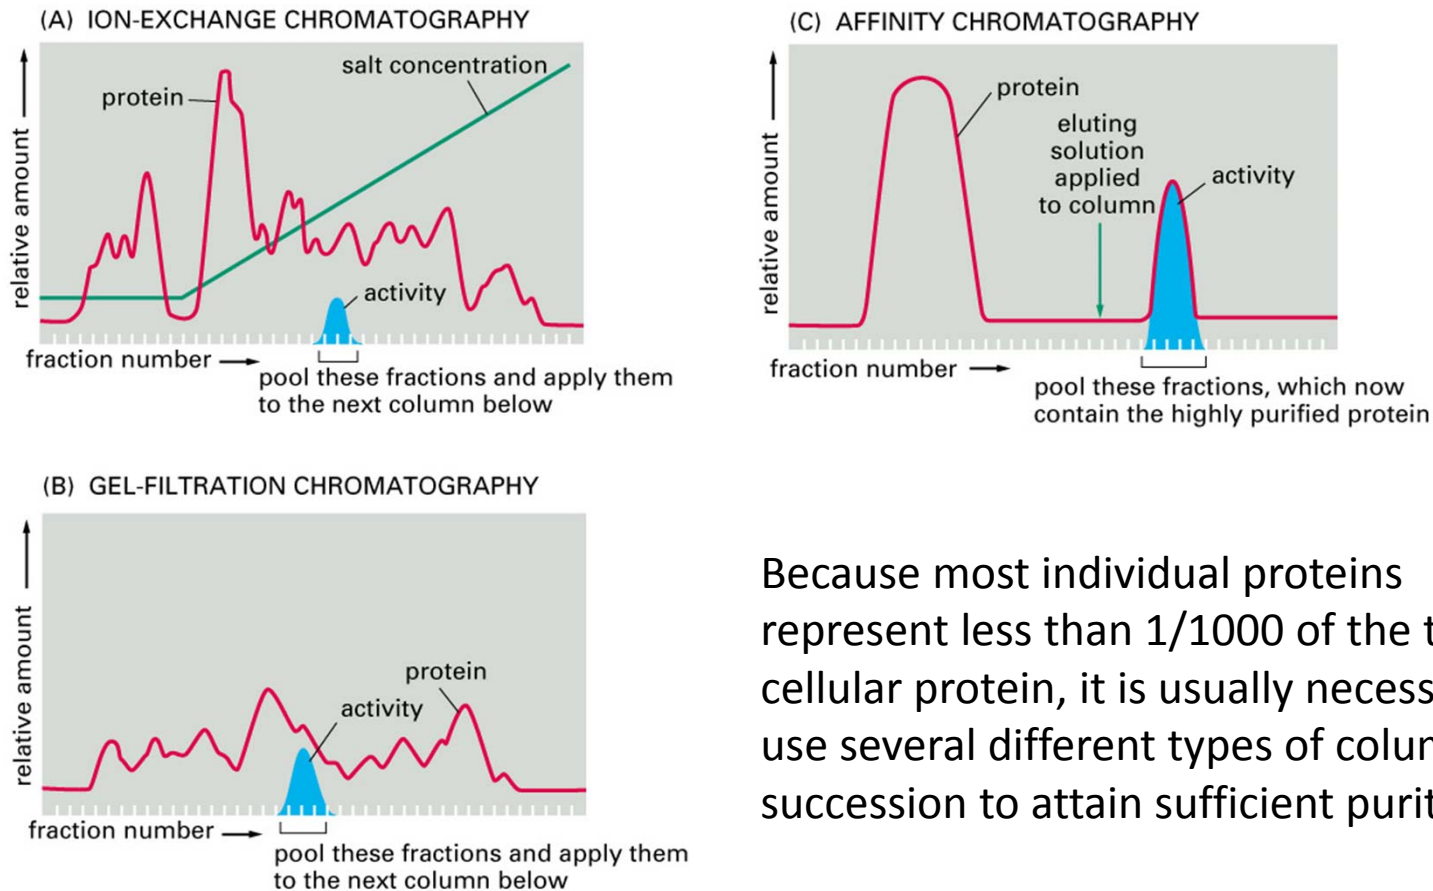 (A) ION-EXCHANGE CHROMATOGRAPHY
salt concentration
protein
relative amount
activity
fraction number
pool these fractions and apply them
to the next column below
(B) GEL-FILTRATION CHROMATOGRAPHY
protein
activity
relative amount
fraction number
pool these fractions and apply them
to the next column below
(C) AFFINITY CHROMATOGRAPHY
protein
eluting
solution
applied
to column
activity
relative amount
fraction number
pool these fractions, which now
contain the highly purified protein
Because most individual proteins
represent less than 1/1000 of the
cellular protein, it is usually
use several different types of
succession to attain sufficient